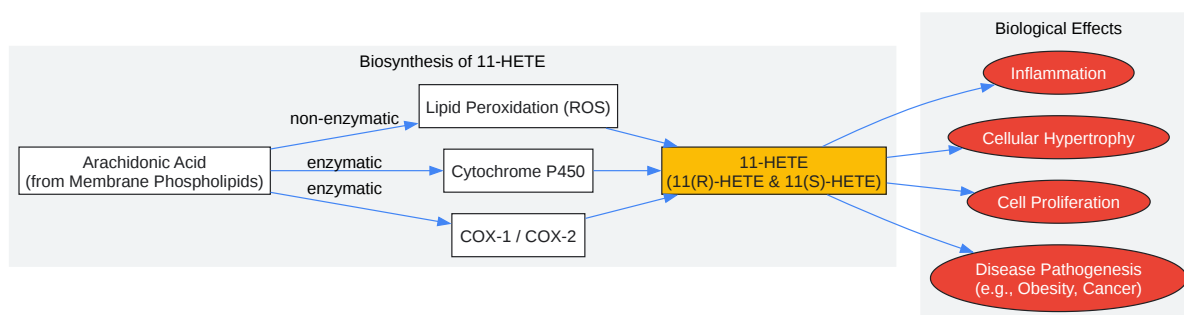 Biosynthesis of 11-HETE
Arachidonic Acid
(from Membrane Phospholipids)
non-enzymatic
enzymatic
enzymatic
Lipid Peroxidation (ROS)
Cytochrome P450
COX-1 / COX-2
11-HETE
(11(R)-HETE & 11(S)-HETE)
Biological Effects
Inflammation
Cellular Hypertrophy
Cell Proliferation
Disease Pathogenesis
(e.g., Obesity, Cancer)